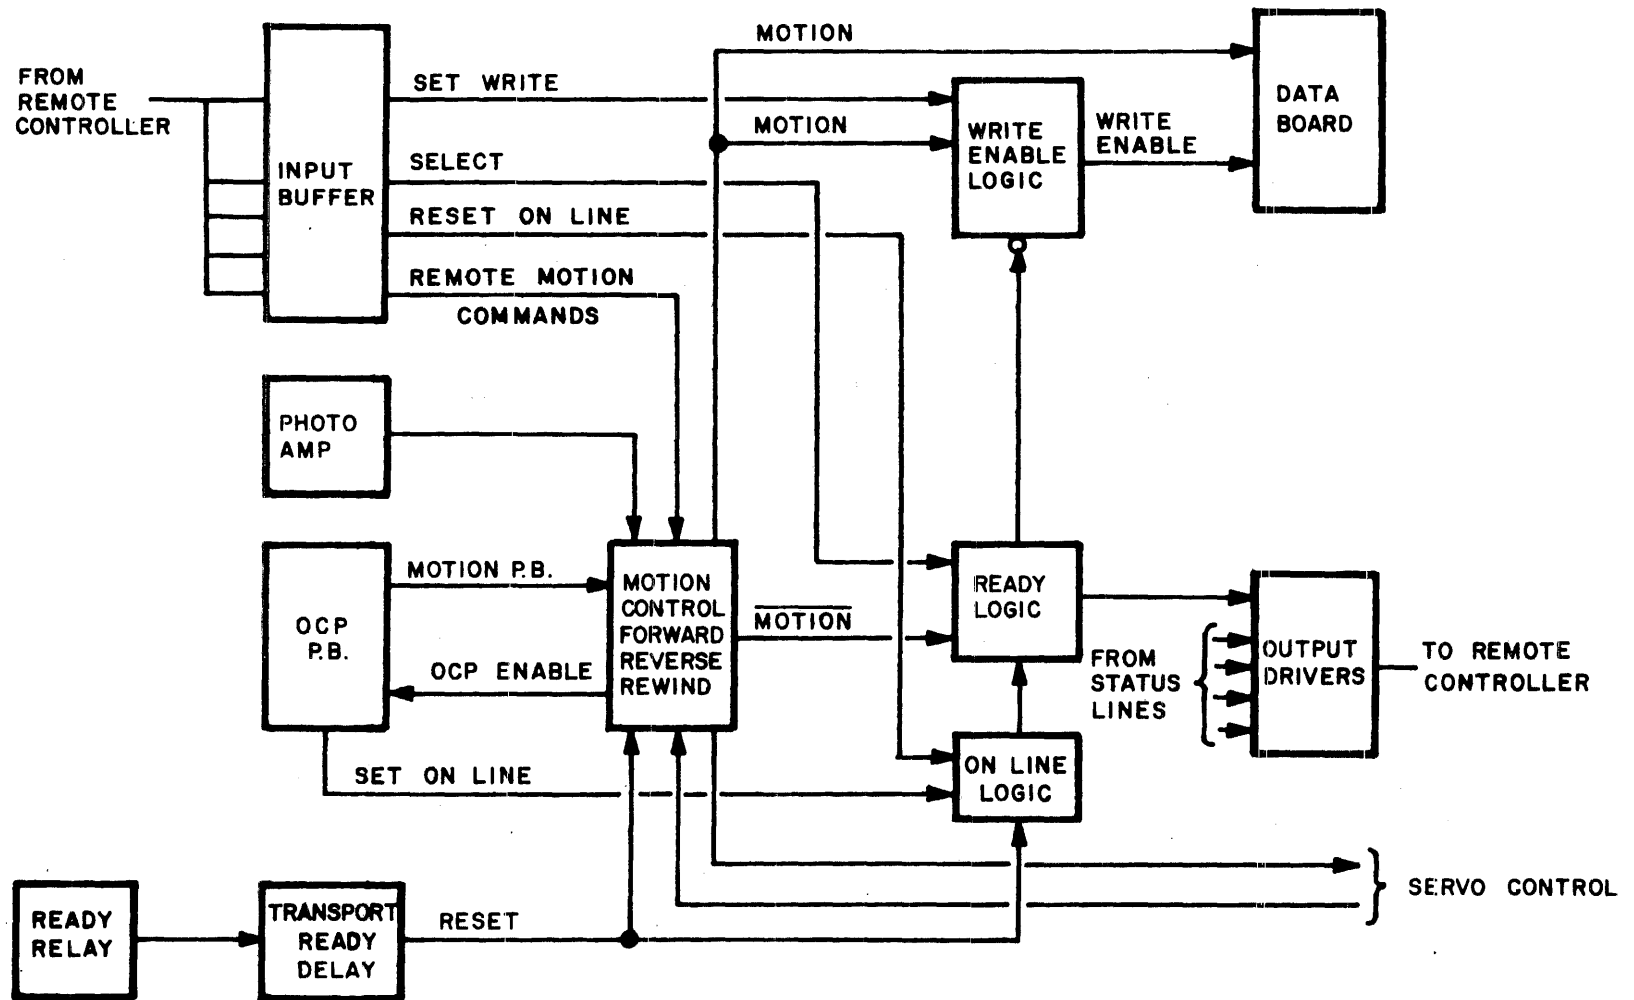 FROM
REMOTE
CONTROLLER
INPUT
BUFFER
SET WRITE
SELECT
RESET ON LINE
REMOTE MOTION
COMMANDS
MOTION
MOTION
WRITE
ENABLE
LOGIC
WRITE
ENABLE
DATA
BOARD
PHOTO
AMP
OCP
P.B.
MOTION P.B.
OCP ENABLE
SET ON LINE
MOTION
CONTROL
FORWARD
REVERSE
REWIND
MOTION
READY
LOGIC
ON LINE
LOGIC
FROM
STATUS
LINES
OUTPUT
DRIVERS
TO REMOTE
CONTROLLER
READY
RELAY
TRANSPORT
READY
DELAY
RESET
SERVO CONTROL